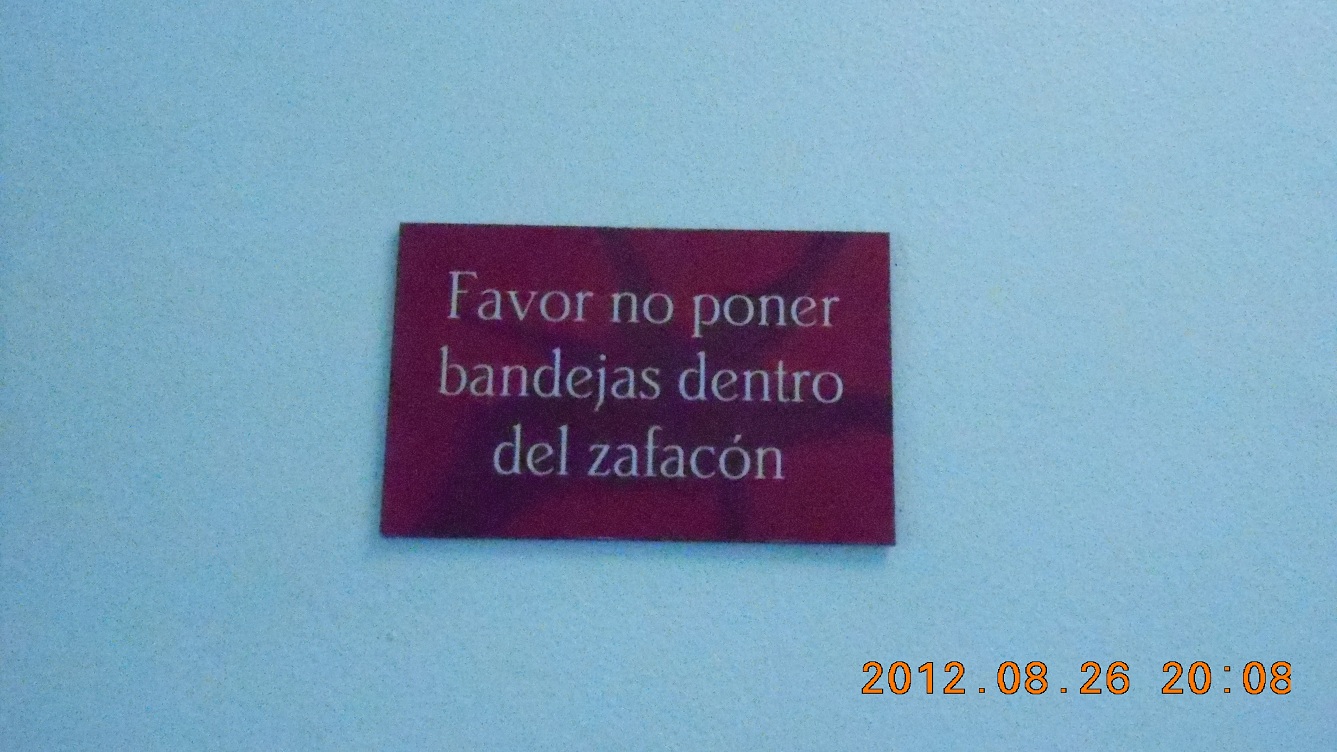 Favor no poner
bandejas dentro
del zafacón
2012.08.26 20:08